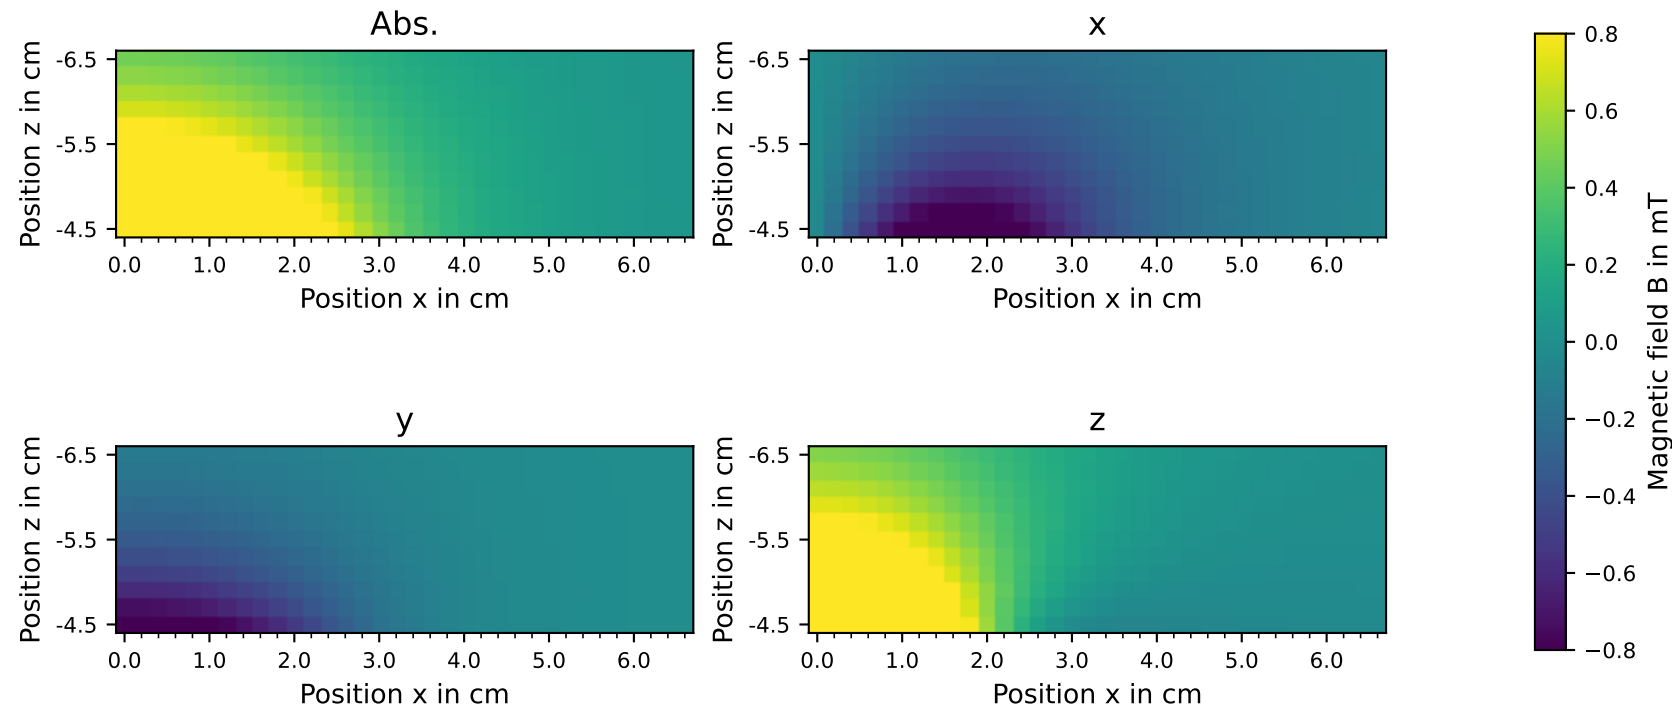 Abs.
Position z in cm
-6.5
-5.5
-4.5
0.0 1.0 2.0 3.0 4.0 5.0 6.0
Position x in cm
x
Position z in cm
-6.5
-5.5
-4.5
0.0 1.0 2.0 3.0 4.0 5.0 6.0
Position x in cm
y
Position z in cm
-6.5
-5.5
-4.5
0.0 1.0 2.0 3.0 4.0 5.0 6.0
Position x in cm
z
Position z in cm
-6.5
-5.5
-4.5
0.0 1.0 2.0 3.0 4.0 5.0 6.0
Position x in cm
0.8
0.6
0.4
0.2
0.0
−0.2
−0.4
−0.6
−0.8
Magnetic field B in mT